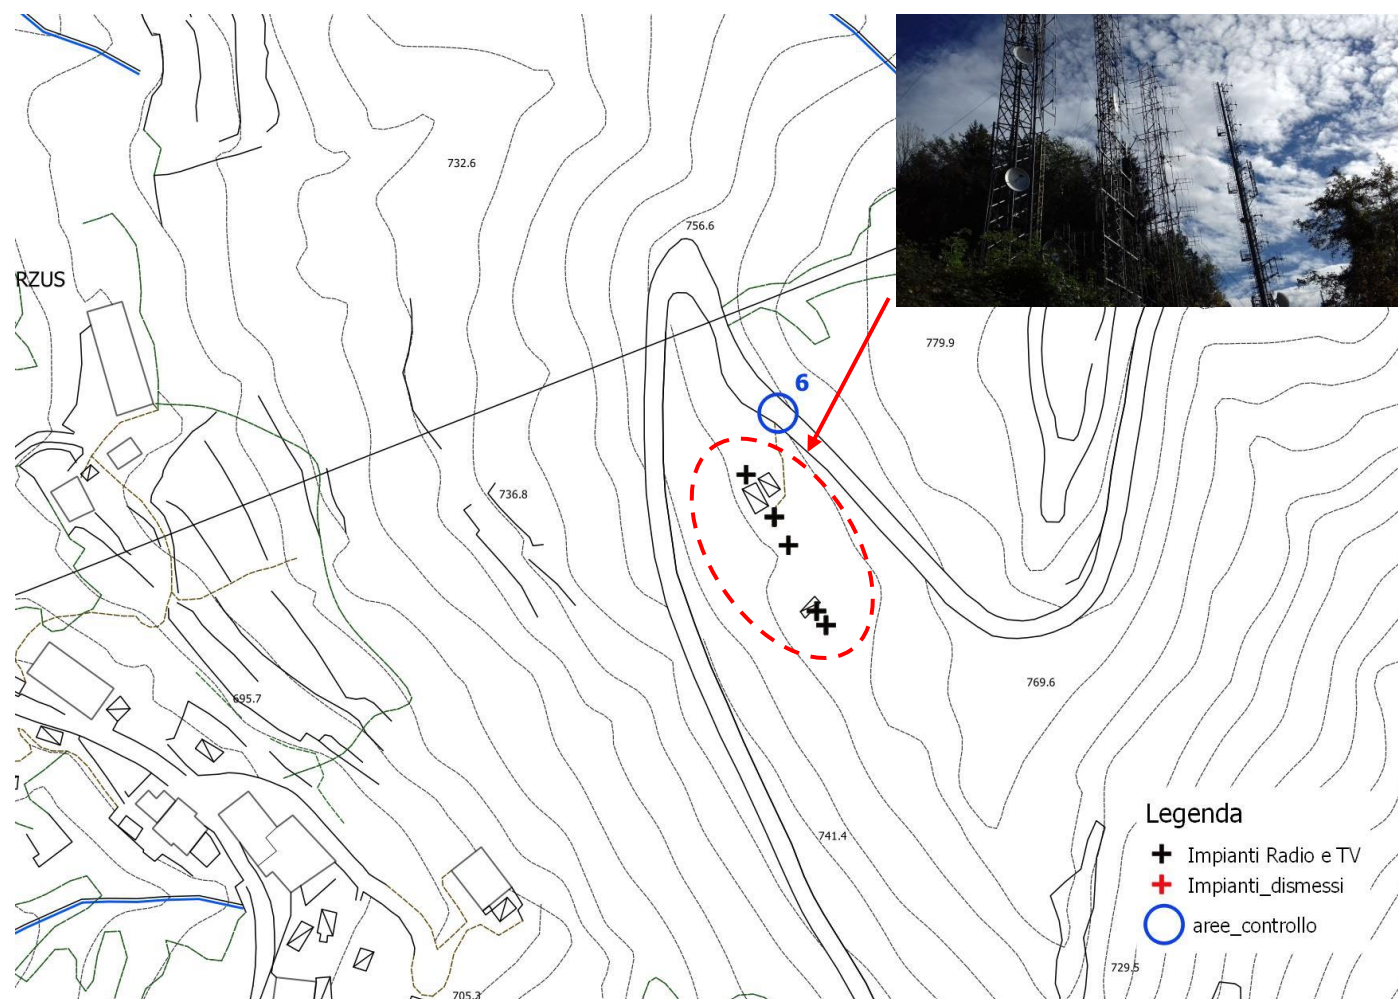 732.6
756.6
RZUS
779.9
6
736.8
769.6
695.7
741.4
Legenda
Impianti Radio e TV
Impianti_dismessi
aree_controllo
729.5
705.3